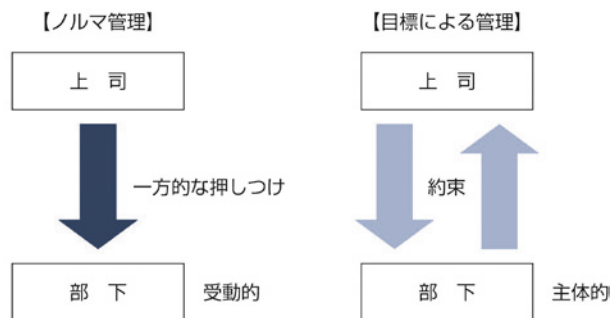 【ノルマ管理】
上 司
一方的な押しつけ
部 下
受動的
【目標による管理】
上 司
約束
部 下
主体的